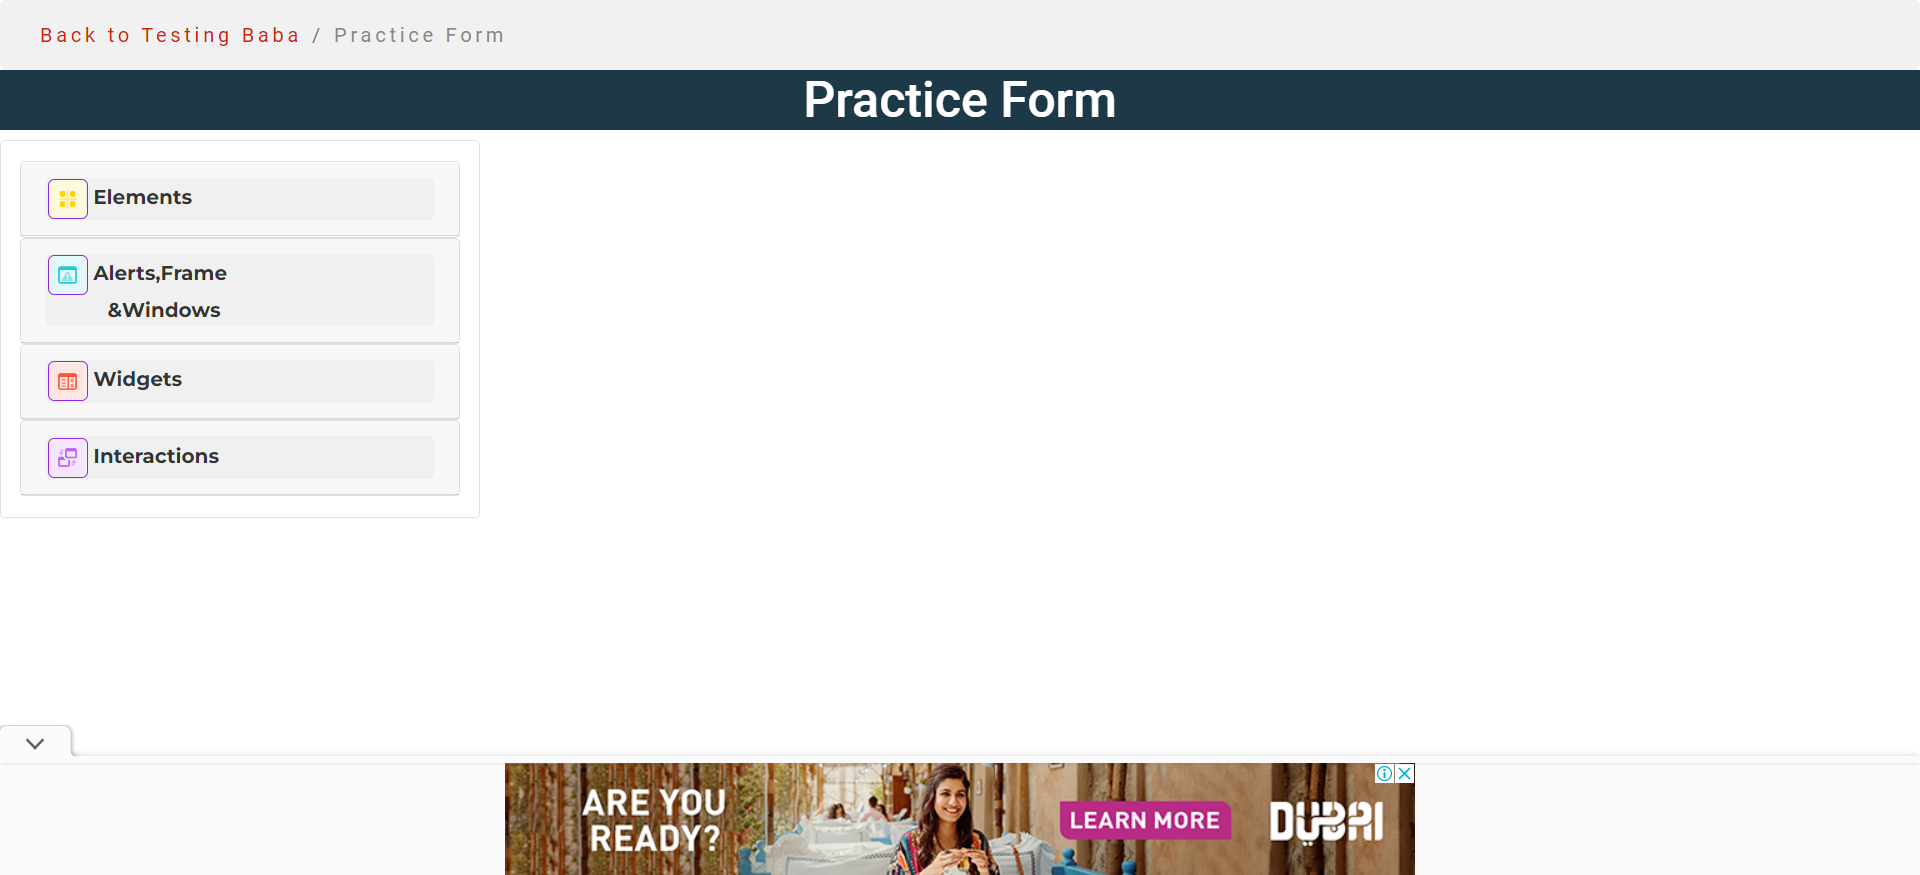 Back to Testing Baba / Practice Form
Practice Form
Elements
Alerts,Frame
&Windows
Widgets
Interactions
ARE YOU
READY?
LEARN MORE
DUBAI